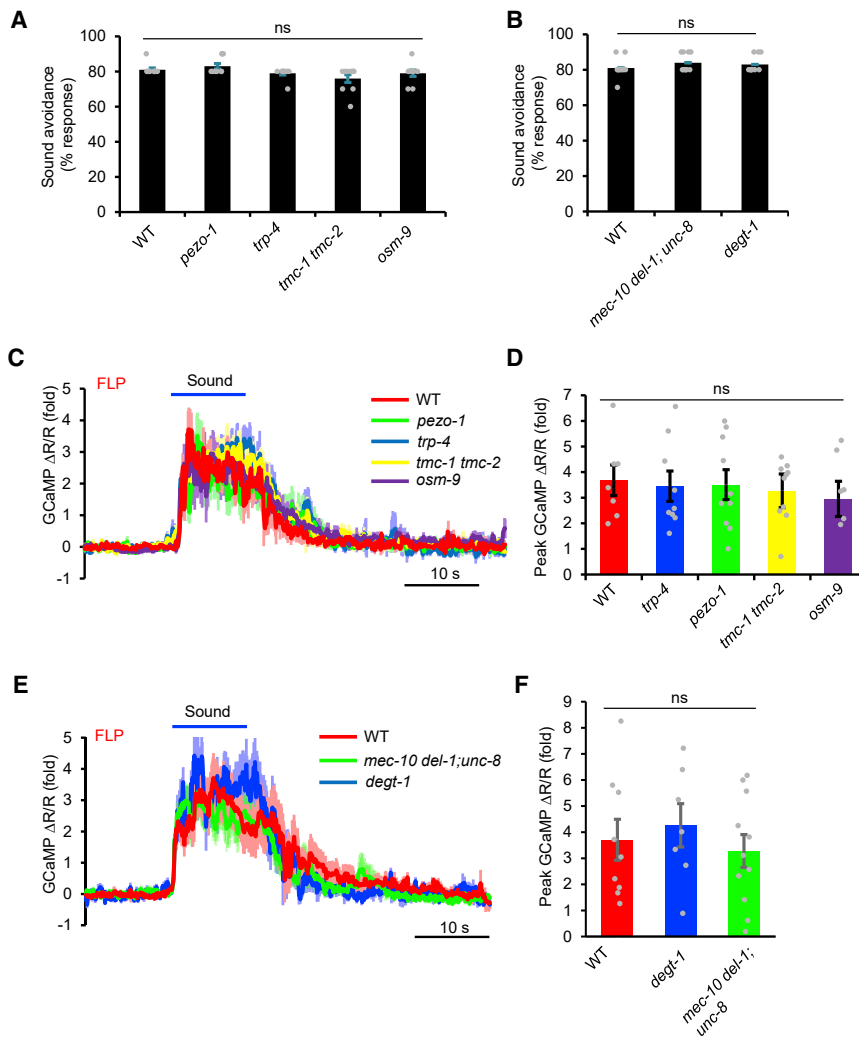 A
ns
Sound avoidance
(% response)
100
80
60
40
20
0
WT
pezo-1
trp-4
tmc-1 tmc-2
osm-9
B
ns
Sound avoidance
(% response)
100
80
60
40
20
0
WT
mec-10 del-1; unc-8
degt-1
C
FLP
Sound
GCaMP ΔR/R (fold)
5
4
3
2
1
0
-1
WT
pezo-1
trp-4
tmc-1 tmc-2
osm-9
10 s
D
ns
Peak GCaMP ΔR/R (fold)
7
6
5
4
3
2
1
0
WT
trp-4
pezo-1
tmc-1 tmc-2
osm-9
E
FLP
Sound
GCaMP ΔR/R (fold)
5
4
3
2
1
0
-1
WT
mec-10 del-1;unc-8
degt-1
10 s
F
ns
Peak GCaMP ΔR/R (fold)
9
8
7
6
5
4
3
2
1
0
WT
degt-1
mec-10 del-1;
unc-8